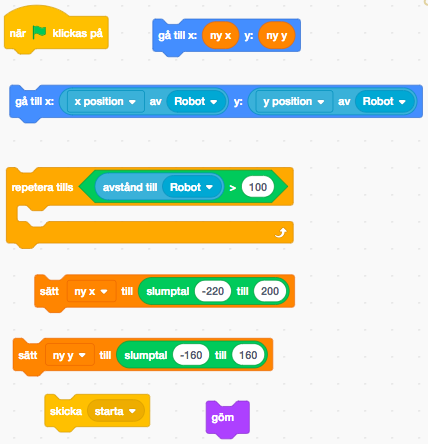 när klickas på
gå till x: ny x y: ny y
gå till x: x position av Robot y: y position av Robot
repetera tills avstånd till Robot > 100
sätt ny x till slumptal -220 till 200
sätt ny y till slumptal -160 till 160
skicka starta
göm